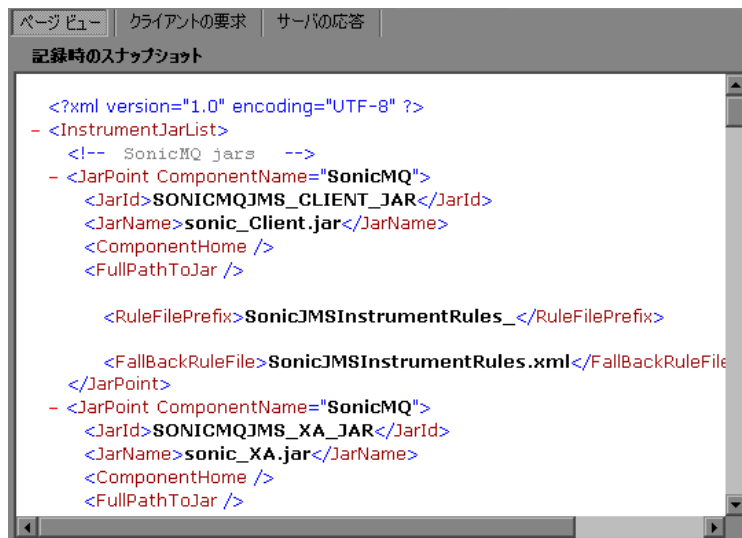 ページ ビュー クライアントの要求 サーバの応答
記録時のスナップショット
<?xml version="1.0" encoding="UTF-8" ?>
– <InstrumentJarList>
<!-- SonicMQ jars -->
– <JarPoint ComponentName="SonicMQ">
<JarId>SONICMQJMS_CLIENT_JAR</JarId>
<JarName>sonic_Client.jar</JarName>
<ComponentHome />
<FullPathToJar />
<RuleFilePrefix>SonicJMSInstrumentRules_</RuleFilePrefix>
<FallBackRuleFile>SonicJMSInstrumentRules.xml</FallBackRuleFile
</JarPoint>
– <JarPoint ComponentName="SonicMQ">
<JarId>SONICMQJMS_XA_JAR</JarId>
<JarName>sonic_XA.jar</JarName>
<ComponentHome />
<FullPathToJar />